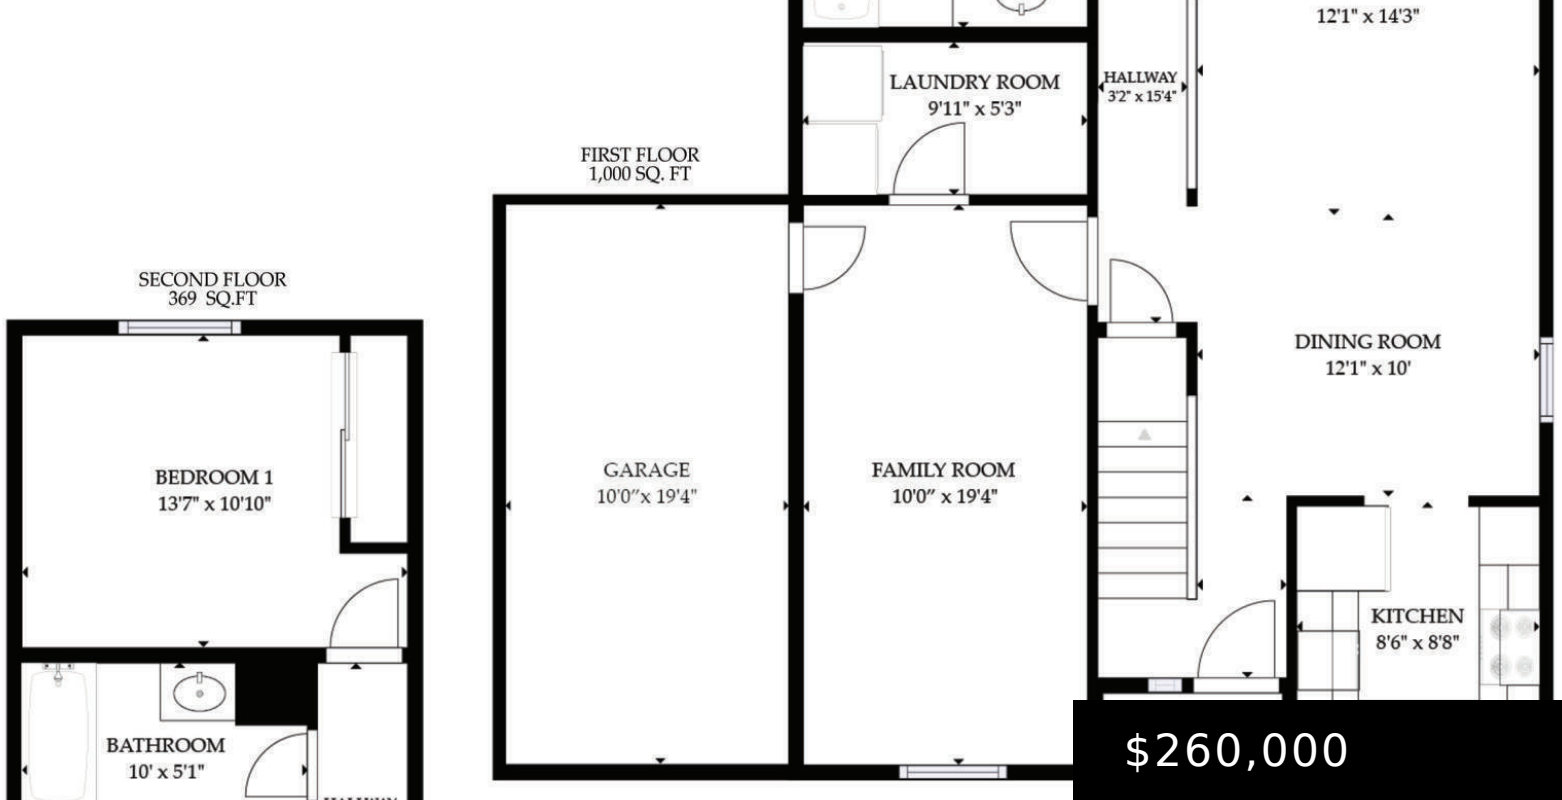 12'1" x 14'3"
LAUNDRY ROOM
9'11" x 5'3"
HALLWAY
3'2" x 15'4"
FIRST FLOOR
1,000 SQ. FT
SECOND FLOOR
369 SQ.FT
DINING ROOM
12'1" x 10'
BEDROOM 1
13'7" x 10'10"
GARAGE
10'0″x 19'4"
FAMILY ROOM
10'0″ x 19'4"
KITCHEN
8'6" x 8'8"
BATHROOM
10' x 5'1"
$260,000